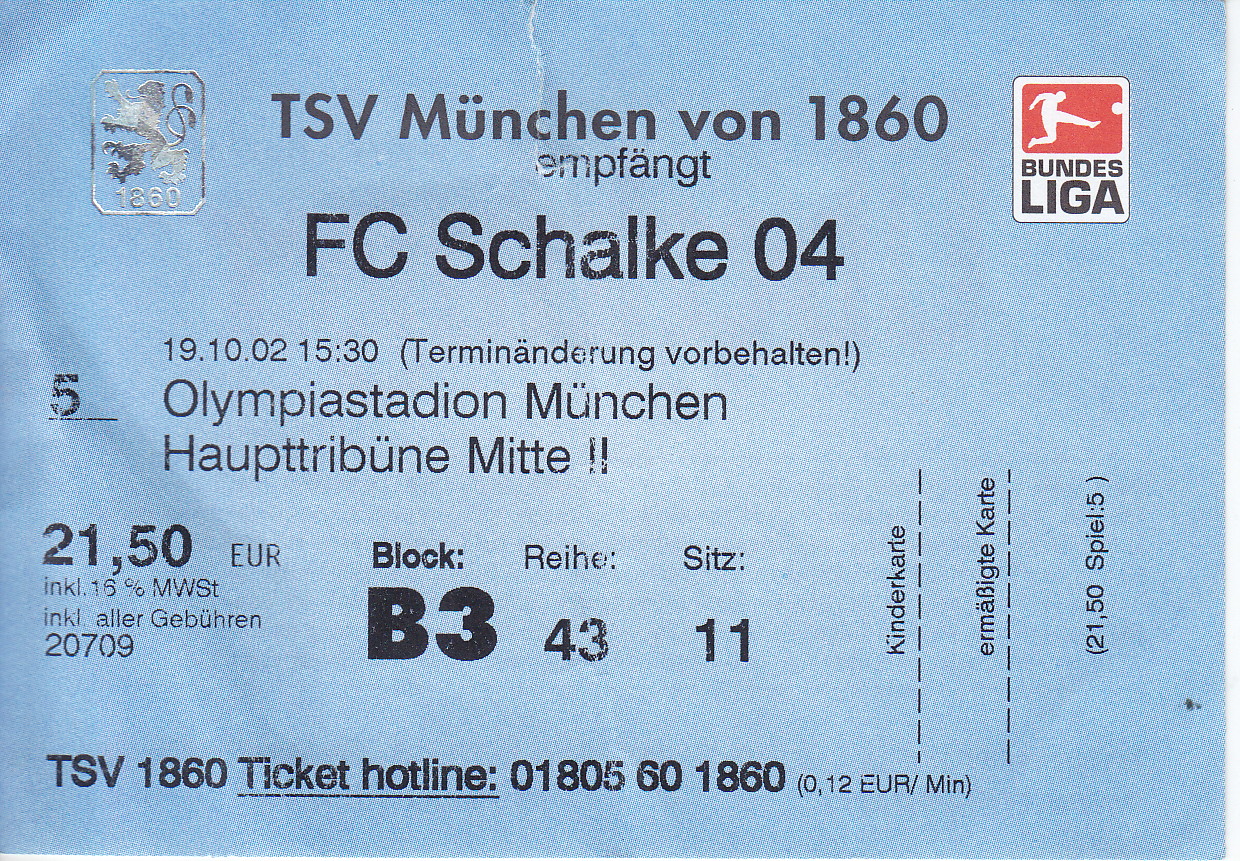 TSV München von 1860
empfängt
FC Schalke 04
1860
BUNDES
LIGA
19.10.02 15:30 (Terminänderung vorbehalten!)
5 Olympiastadion München
Haupttribüne Mitte !!
21,50 EUR
inkl.16 % MWSt
inkl. aller Gebühren
20709
Block: Reihe: Sitz:
B3 43 11
Kinderkarte
ermäßigte Karte
(21,50 Spiel:5 )
TSV 1860 Ticket hotline: 01805 60 1860 (0,12 EUR/ Min)